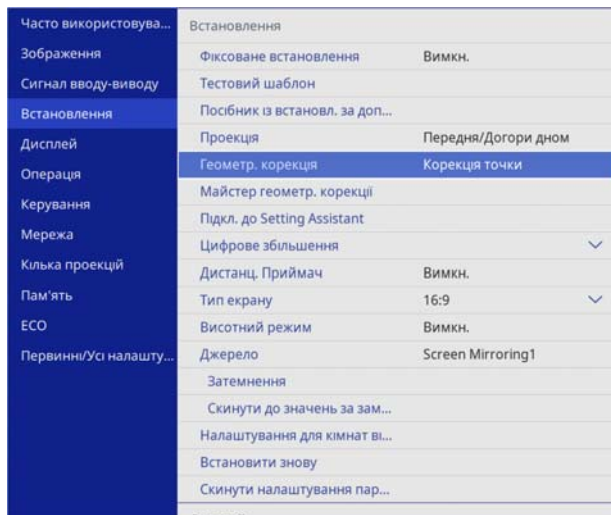 Часто використовува...
Зображення
Сигнал вводу-виводу
Встановлення
Дисплей
Операція
Керування
Мережа
Кілька проекцій
Пам'ять
ECO
Первинні/Усі налашту...
Встановлення
Фіксоване встановлення Вимкн.
Тестовий шаблон
Посібник із встановл. за доп...
Проекція Передня/Догори дном
Геометр. корекція Корекція точки
Майстер геометр. корекції
Підкл. до Setting Assistant
Цифрове збільшення
Дистанц. Приймач Вимкн.
Тип екрану 16:9
Висотний режим Вимкн.
Джерело Screen Mirroring1
Затемнення
Скинути до значень за зам...
Налаштування для кімнат ві...
Встановити знову
Скинути налаштування пар...